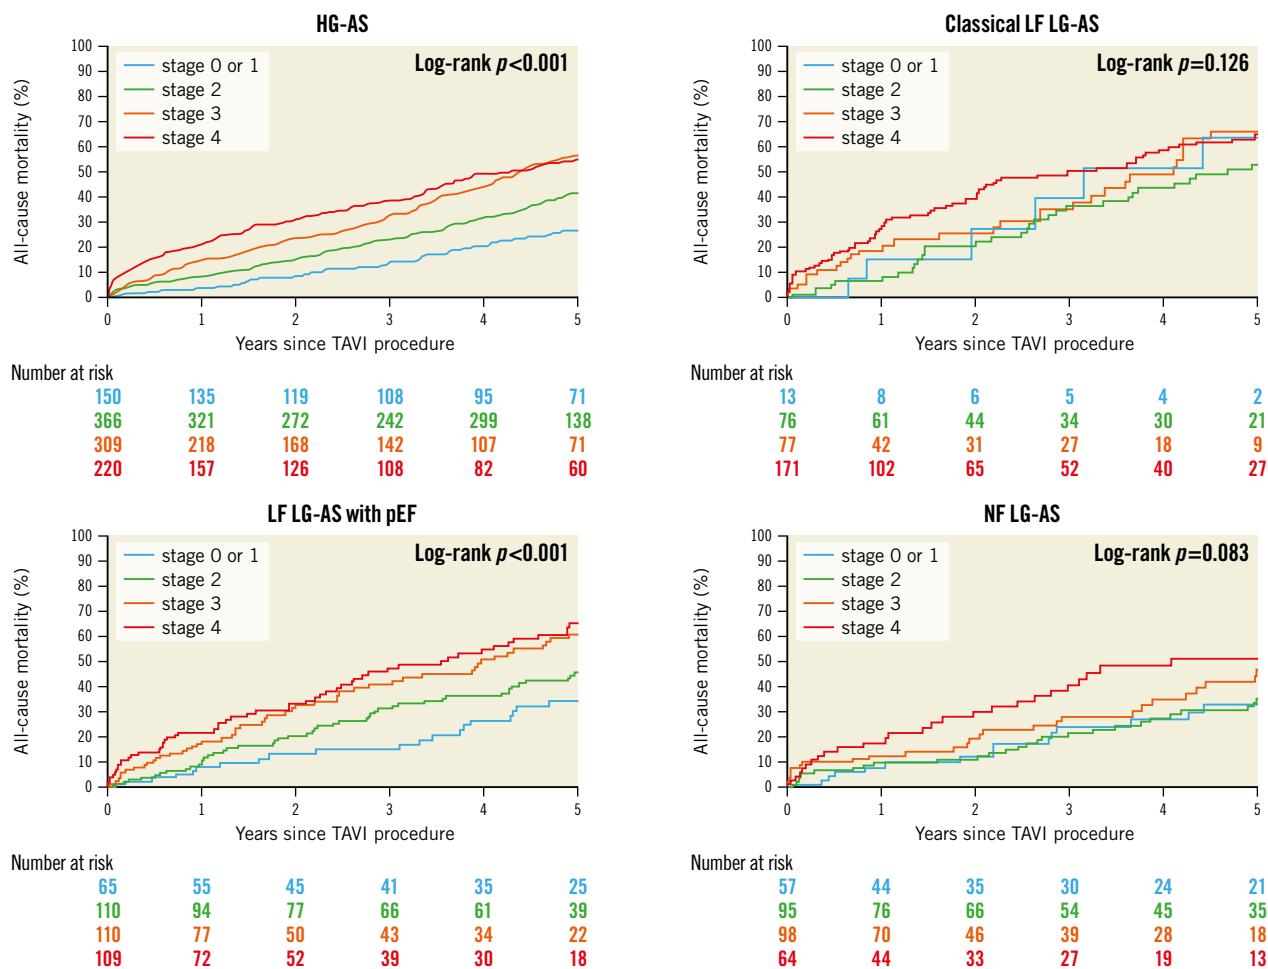 HG-AS
All-cause mortality (%)
100
90
80
70
60
50
40
30
20
10
0
stage 0 or 1
stage 2
stage 3
stage 4
Log-rank p<0.001
0 1 2 3 4 5
Years since TAVI procedure
Number at risk
150 135 119 108 95 71
366 321 272 242 299 138
309 218 168 142 107 71
220 157 126 108 82 60
Classical LF LG-AS
All-cause mortality (%)
100
90
80
70
60
50
40
30
20
10
0
stage 0 or 1
stage 2
stage 3
stage 4
Log-rank p=0.126
0 1 2 3 4 5
Years since TAVI procedure
Number at risk
13 8 6 5 4 2
76 61 44 34 30 21
77 42 31 27 18 9
171 102 65 52 40 27
LF LG-AS with pEF
All-cause mortality (%)
100
90
80
70
60
50
40
30
20
10
0
stage 0 or 1
stage 2
stage 3
stage 4
Log-rank p<0.001
0 1 2 3 4 5
Years since TAVI procedure
Number at risk
65 55 45 41 35 25
110 94 77 66 61 39
110 77 50 43 34 22
109 72 52 39 30 18
NF LG-AS
All-cause mortality (%)
100
90
80
70
60
50
40
30
20
10
0
stage 0 or 1
stage 2
stage 3
stage 4
Log-rank p=0.083
0 1 2 3 4 5
Years since TAVI procedure
Number at risk
57 44 35 30 24 21
95 76 66 54 45 35
98 70 46 39 28 18
64 44 33 27 19 13